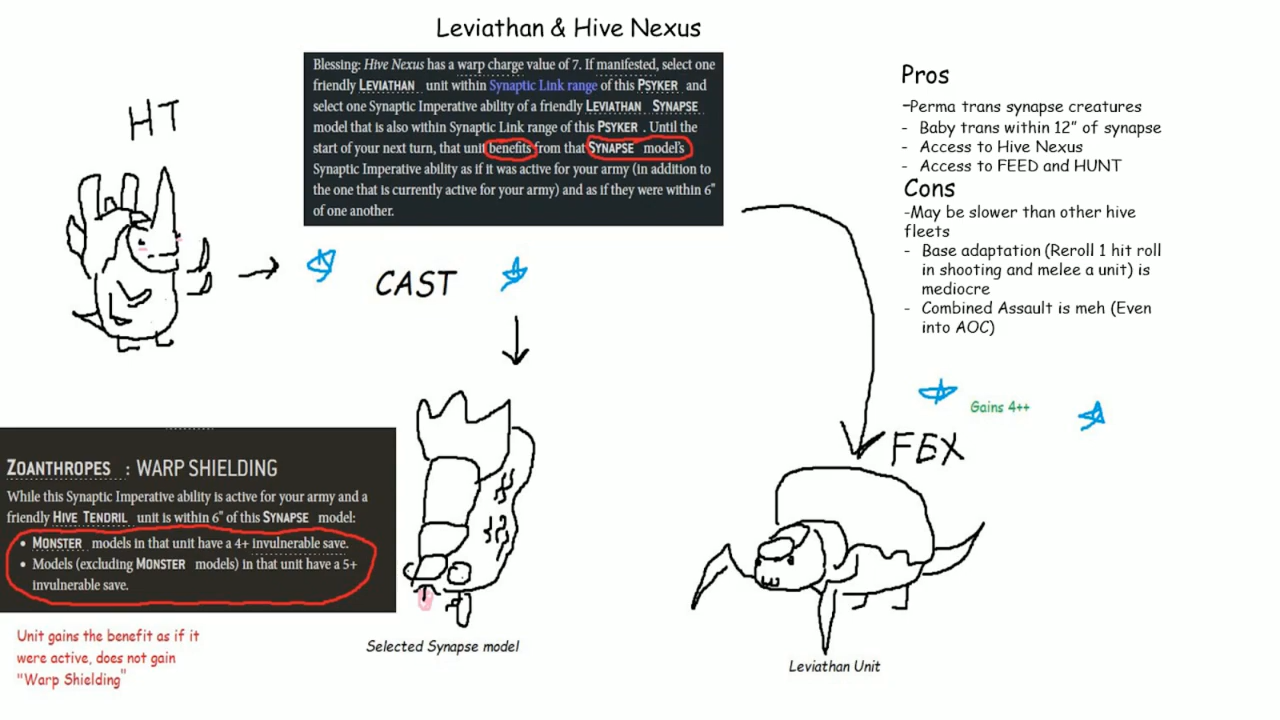 Leviathan & Hive Nexus
Blessing: Hive Nexus has a warp charge value of 7. If manifested, select one
friendly LEVIATHAN unit within Synaptic Link range of this PSYKER and
select one Synaptic Imperative ability of a friendly LEVIATHAN SYNAPSE
model that is also within Synaptic Link range of this PSYKER . Until the
start of your next turn, that unit benefits from that SYNAPSE model's
Synaptic Imperative ability as if it was active for your army (in addition to
the one that is currently active for your army) and as if they were within 6"
of one another.
Pros
-Perma trans synapse creatures
- Baby trans within 12" of synapse
- Access to Hive Nexus
- Access to FEED and HUNT
Cons
-May be slower than other hive
fleets
- Base adaptation (Reroll 1 hit roll
in shooting and melee a unit) is
mediocre
- Combined Assault is meh (Even
into AOC)
HT
CAST
Gains 4++
FEX
ZOANTHROPES : WARP SHIELDING
While this Synaptic Imperative ability is active for your army and a
friendly HIVE TENDRIL unit is within 6" of this SYNAPSE model:
• MONSTER models in that unit have a 4+ invulnerable save.
• Models (excluding MONSTER models) in that unit have a 5+
invulnerable save.
Unit gains the benefit as if it
were active, does not gain
"Warp Shielding"
Selected Synapse model
Leviathan Unit